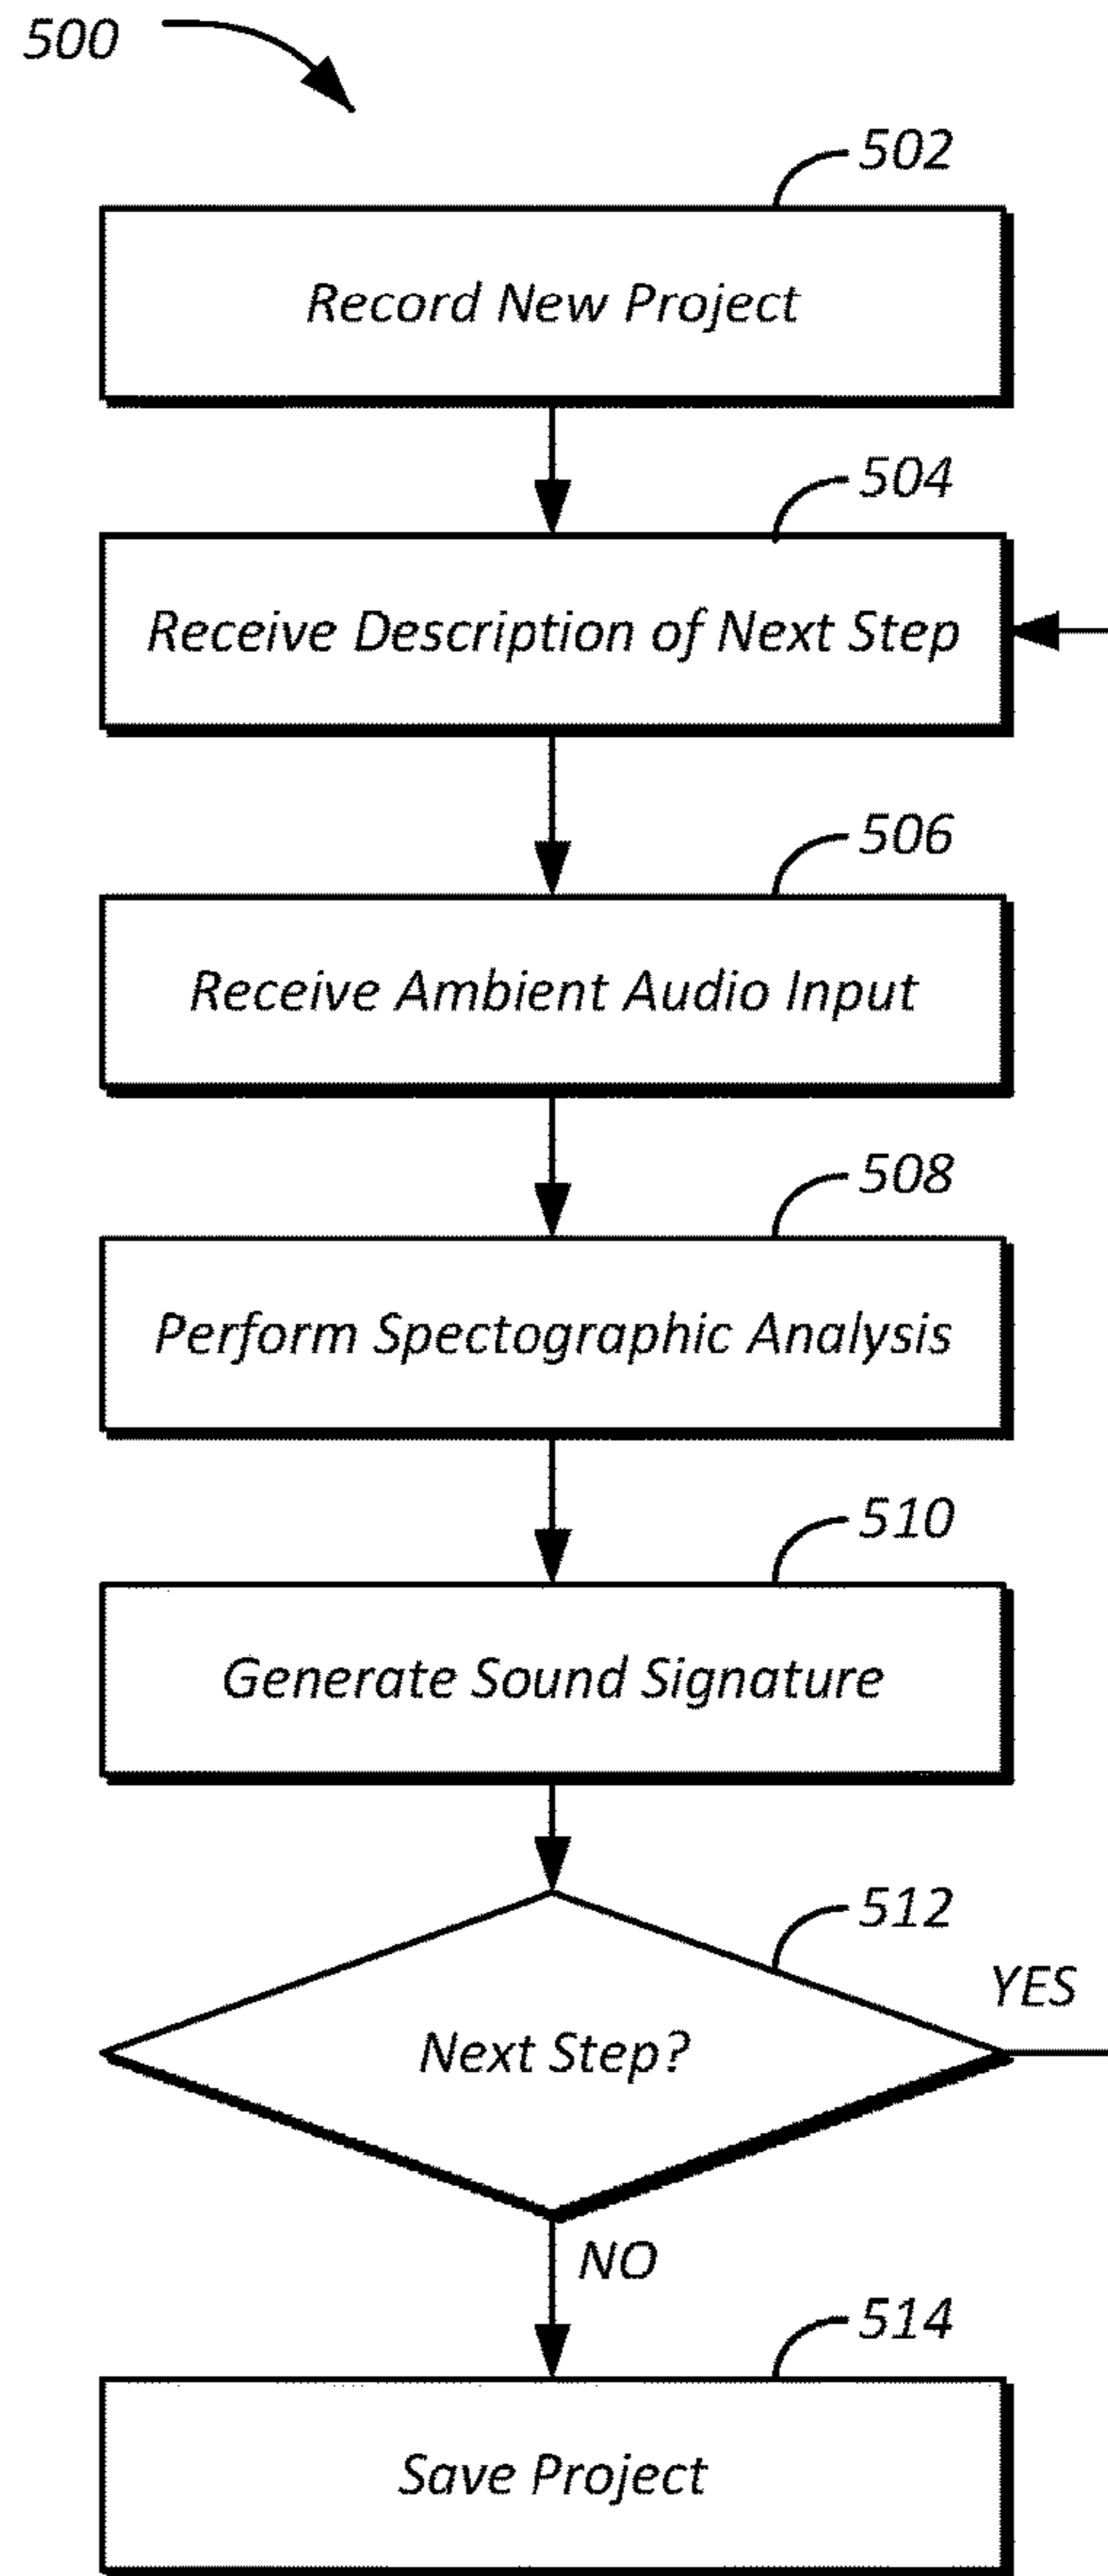 500
502
Record New Project
504
Receive Description of Next Step
506
Receive Ambient Audio Input
508
Perform Spectographic Analysis
510
Generate Sound Signature
512
YES
Next Step?
NO
514
Save Project